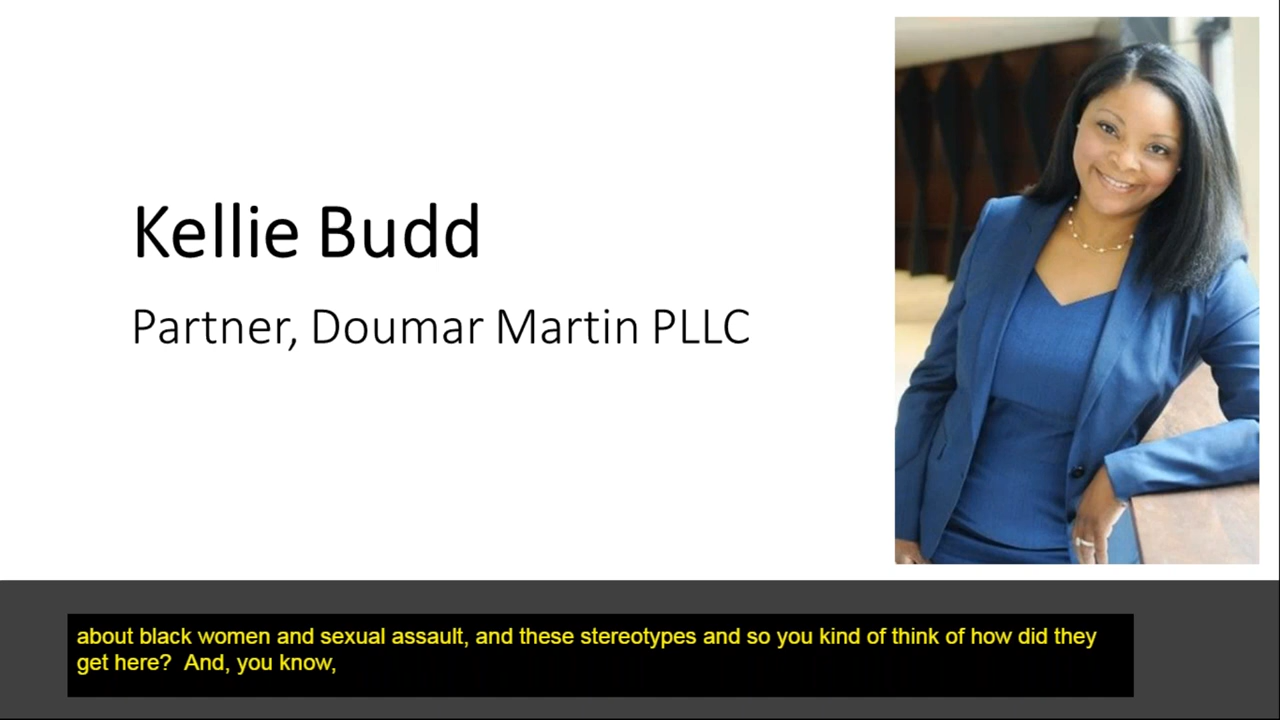 Kellie Budd
Partner, Doumar Martin PLLC
about black women and sexual assault, and these stereotypes and so you kind of think of how did they
get here?  And, you know,